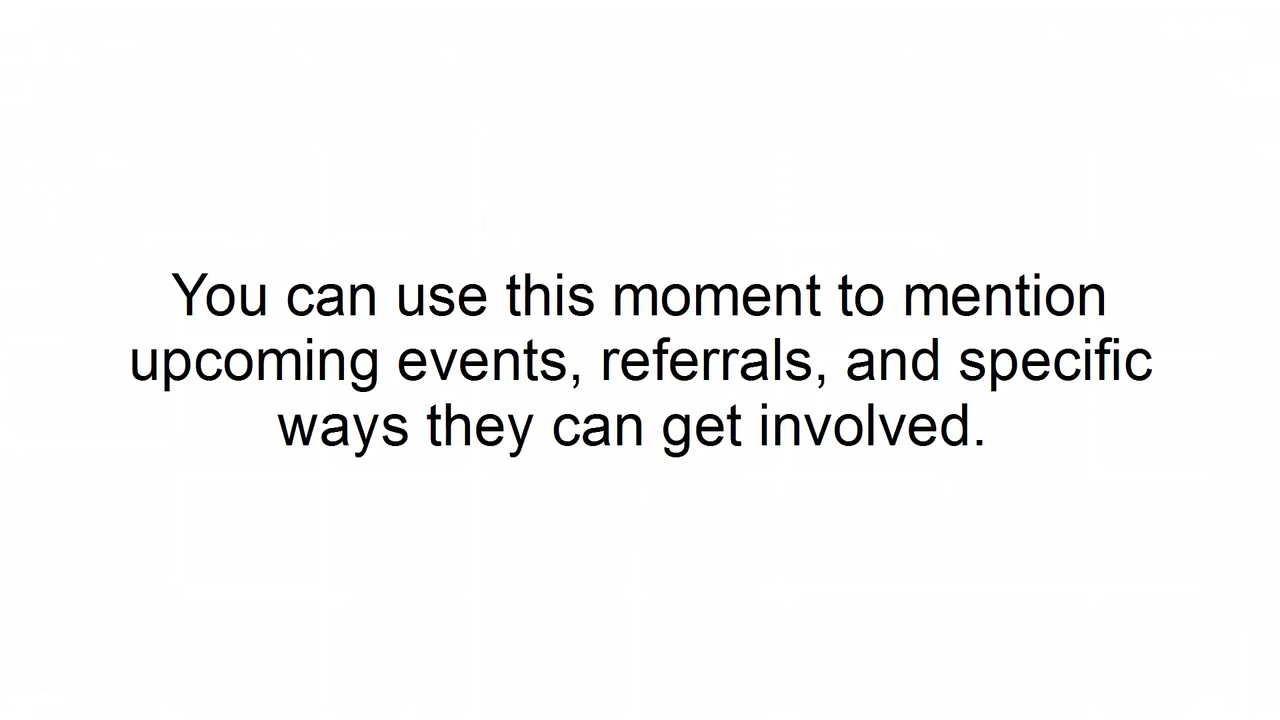 You can use this moment to mention
upcoming events, referrals, and specific
ways they can get involved.